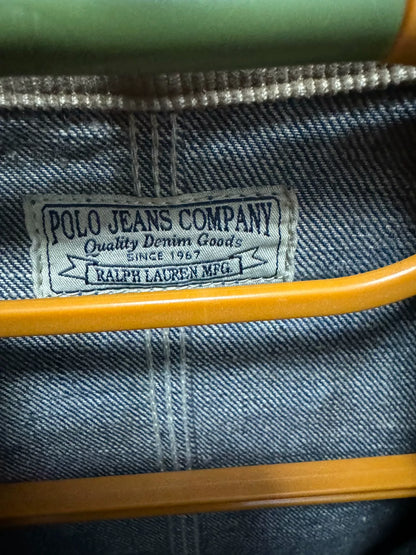 POLO JEANS COMPANY
Quality Denim Goods
SINCE 1967
RALPH LAUREN MFG.